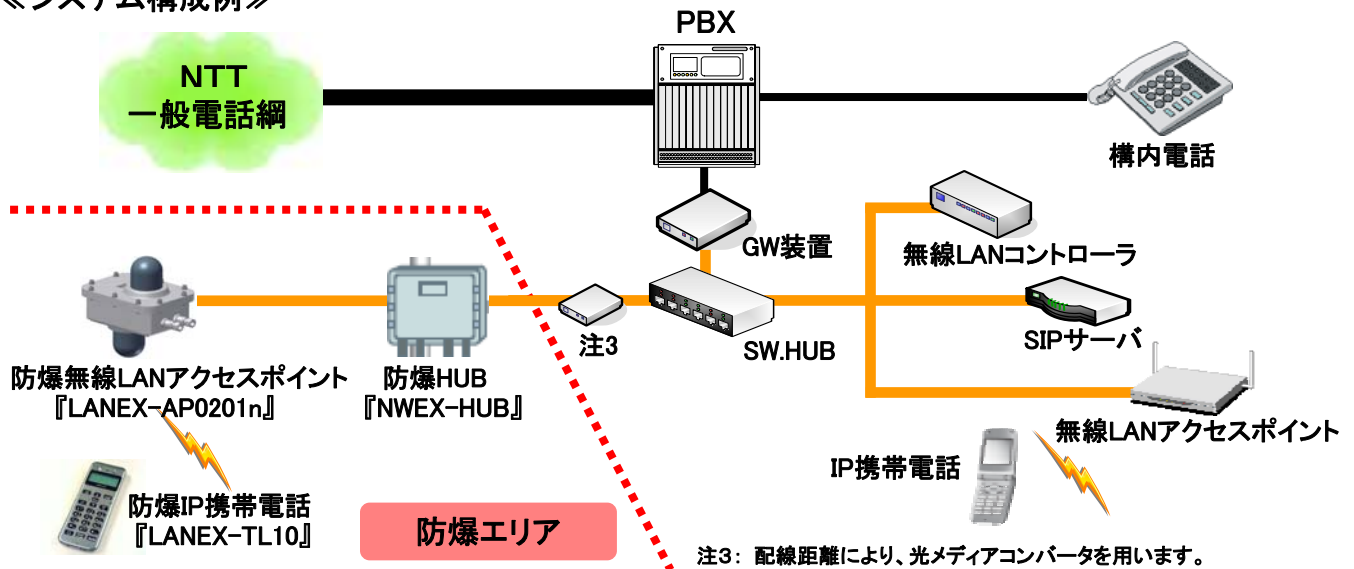 ≪システム構成例≫
PBX
NTT
一般電話網
構内電話
GW装置
無線LANコントローラ
注3
SW.HUB
SIPサーバ
防爆無線LANアクセスポイント
『LANEX-AP0201n』
防爆HUB
『NWEX-HUB』
無線LANアクセスポイント
IP携帯電話
防爆IP携帯電話
『LANEX-TL10』
防爆エリア
注3： 配線距離により、光メディアコンバータを用います。